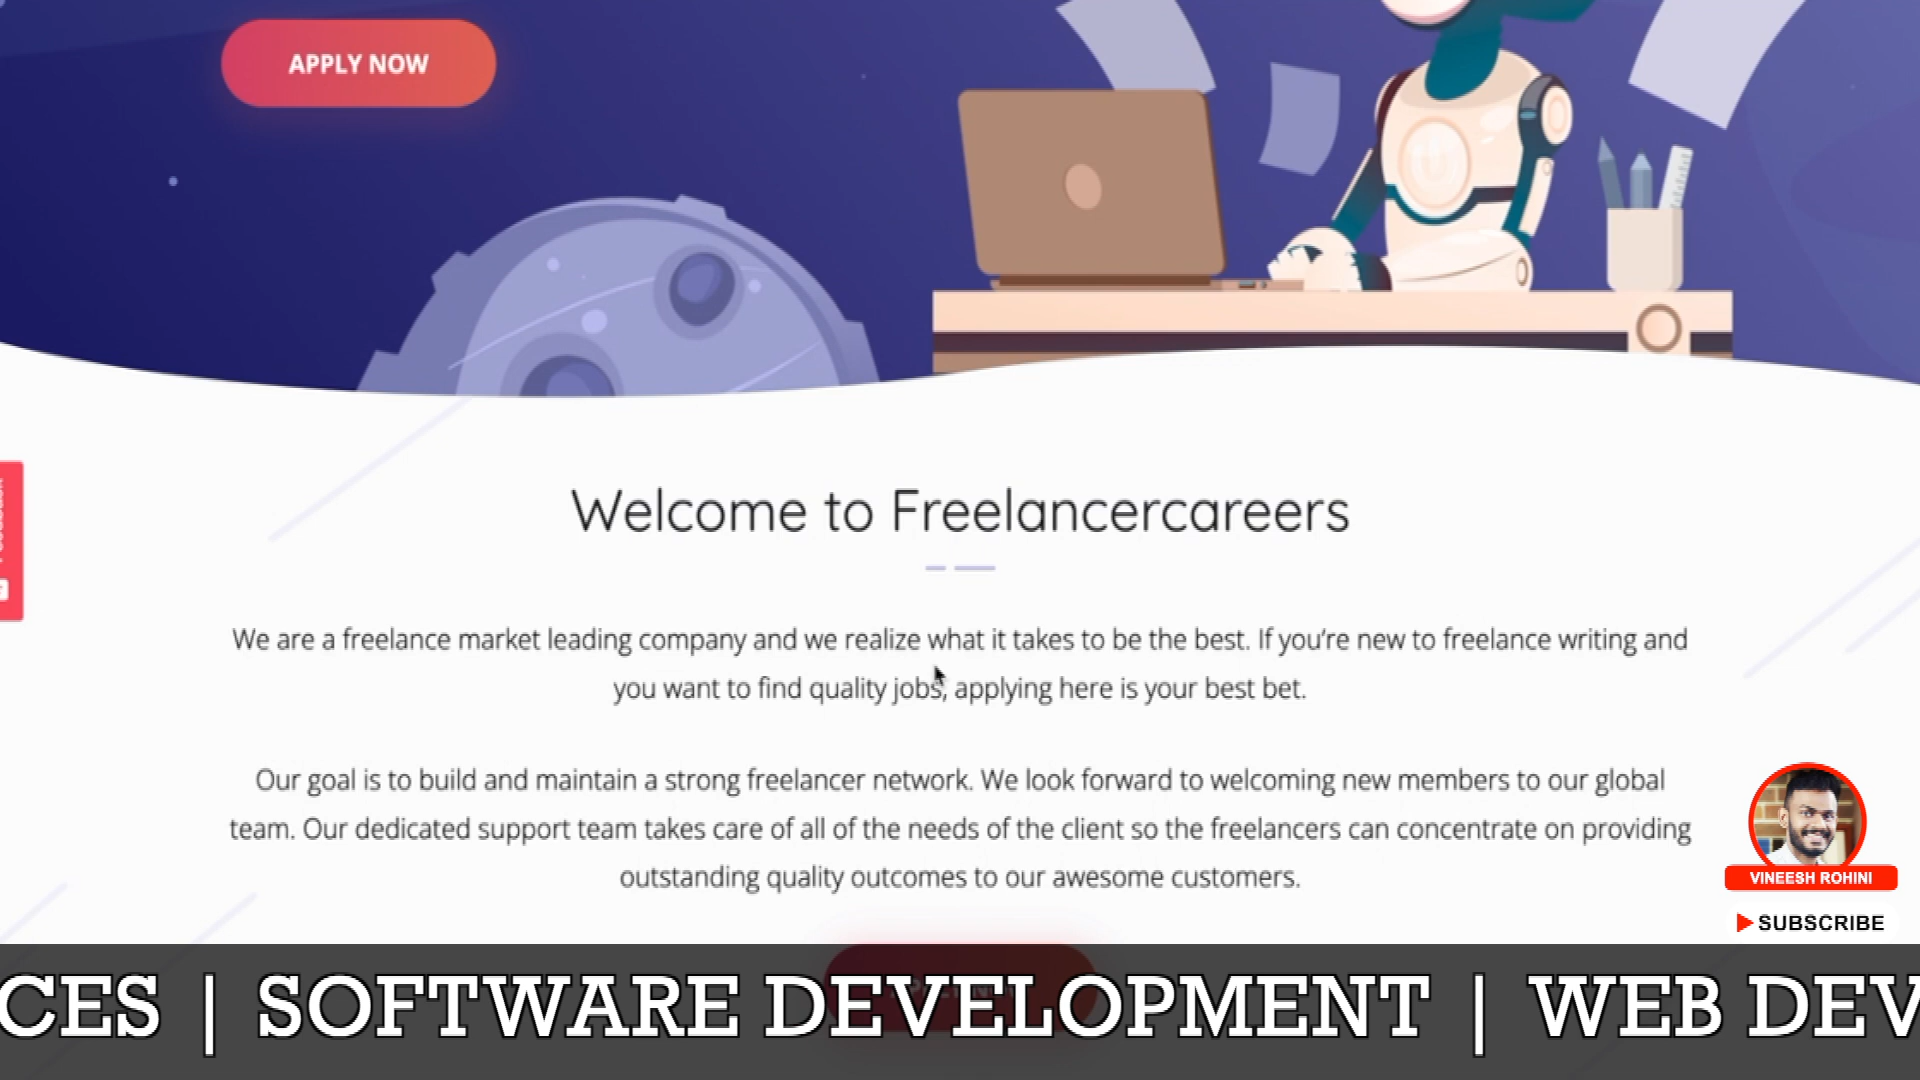 APPLY NOW
Welcome to Freelancercareers
We are a freelance market leading company and we realize what it takes to be the best. If you’re new to freelance writing and
you want to find quality jobs, applying here is your best bet.
Our goal is to build and maintain a strong freelancer network. We look forward to welcoming new members to our global
team. Our dedicated support team takes care of all of the needs of the client so the freelancers can concentrate on providing
outstanding quality outcomes to our awesome customers.
VINEESH ROHINI
SUBSCRIBE
CES | SOFTWARE DEVELOPMENT | WEB DEV